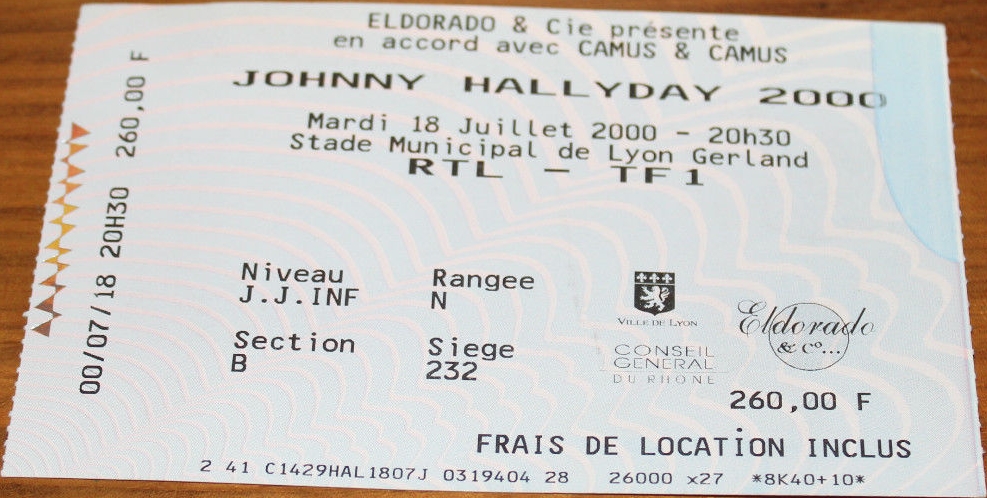 ELDORADO & Cie présente
en accord avec CAMUS & CAMUS
JOHNNY HALLYDAY 2000
Mardi 18 Juillet 2000 - 20h30
Stade Municipal de Lyon Gerland
RTL - TF1
00/07/18 20H30 260,00 F
Niveau Rangee
J.J.INF N
Section Siege
B 232
VILLE DE LYON
CONSEIL
GENERAL
DU RHONE
Eldorado
& C°...
260,00 F
FRAIS DE LOCATION INCLUS
2 41 C1429HAL1807J 0319404 28 26000 x27 *8K40+10*